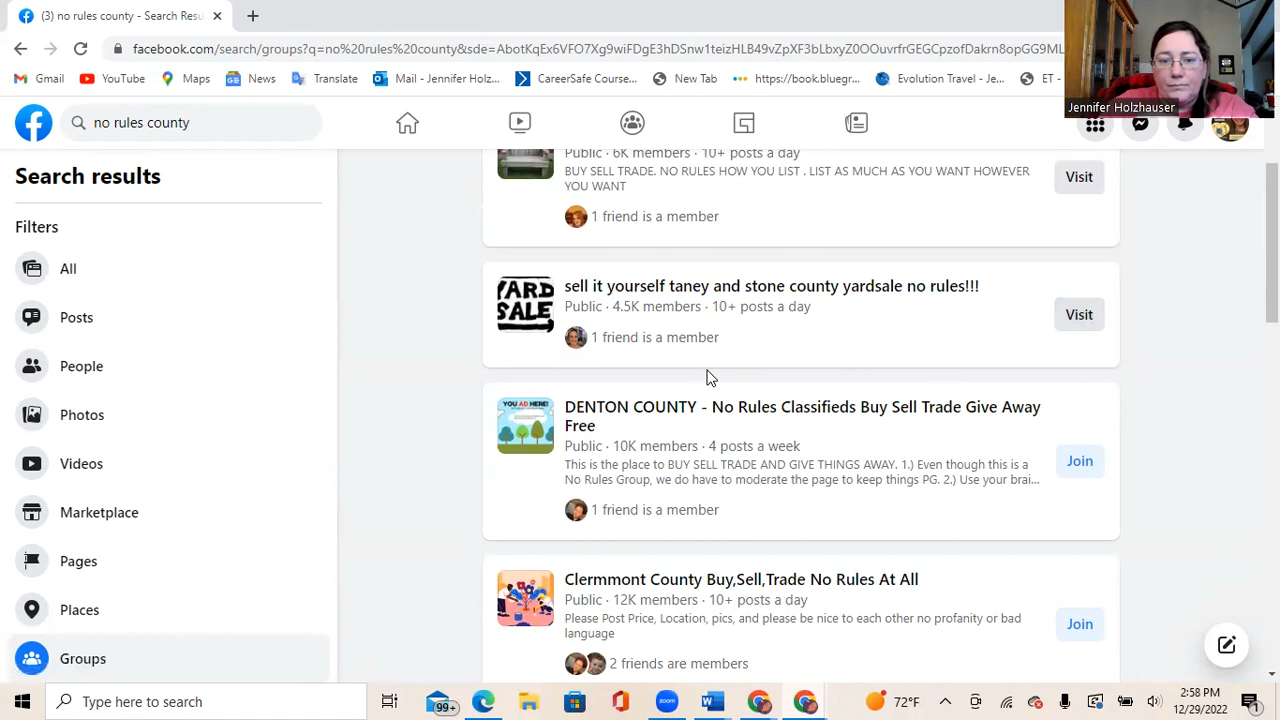 (3) no rules county - Search Resu
facebook.com/search/groups?q=no%20rules%20county&sde=AbotKqEx6VFO7Xg9wiFDgE3hDSnw1teizHLB49vZpXF3bLbxyZ0OOuvrfrGEGCpzofDakrn8opGG9ML
Gmail
YouTube
Maps
News
Translate
Mail - Jennifer Holz...
CareerSafe Course...
New Tab
https://book.bluegr...
Evolution Travel - Je...
ET -
Jennifer Holzhauser
no rules county
Search results
Filters
All
Posts
People
Photos
Videos
Marketplace
Pages
Places
Groups
Public · 6K members · 10+ posts a day
BUY SELL TRADE. NO RULES HOW YOU LIST . LIST AS MUCH AS YOU WANT HOWEVER
YOU WANT
1 friend is a member
Visit
YARD
SALE
sell it yourself taney and stone county yardsale no rules!!!
Public · 4.5K members · 10+ posts a day
1 friend is a member
Visit
YOU AD HERE!
DENTON COUNTY - No Rules Classifieds Buy Sell Trade Give Away
Free
Public · 10K members · 4 posts a week
This is the place to BUY SELL TRADE AND GIVE THINGS AWAY. 1.) Even though this is a
No Rules Group, we do have to moderate the page to keep things PG. 2.) Use your brai...
1 friend is a member
Join
Clermmont County Buy,Sell,Trade No Rules At All
Public · 12K members · 10+ posts a day
Please Post Price, Location, pics, and please be nice to each other no profanity or bad
language
2 friends are members
Join
Type here to search
99+
zoom
72°F
2:58 PM
12/29/2022
1